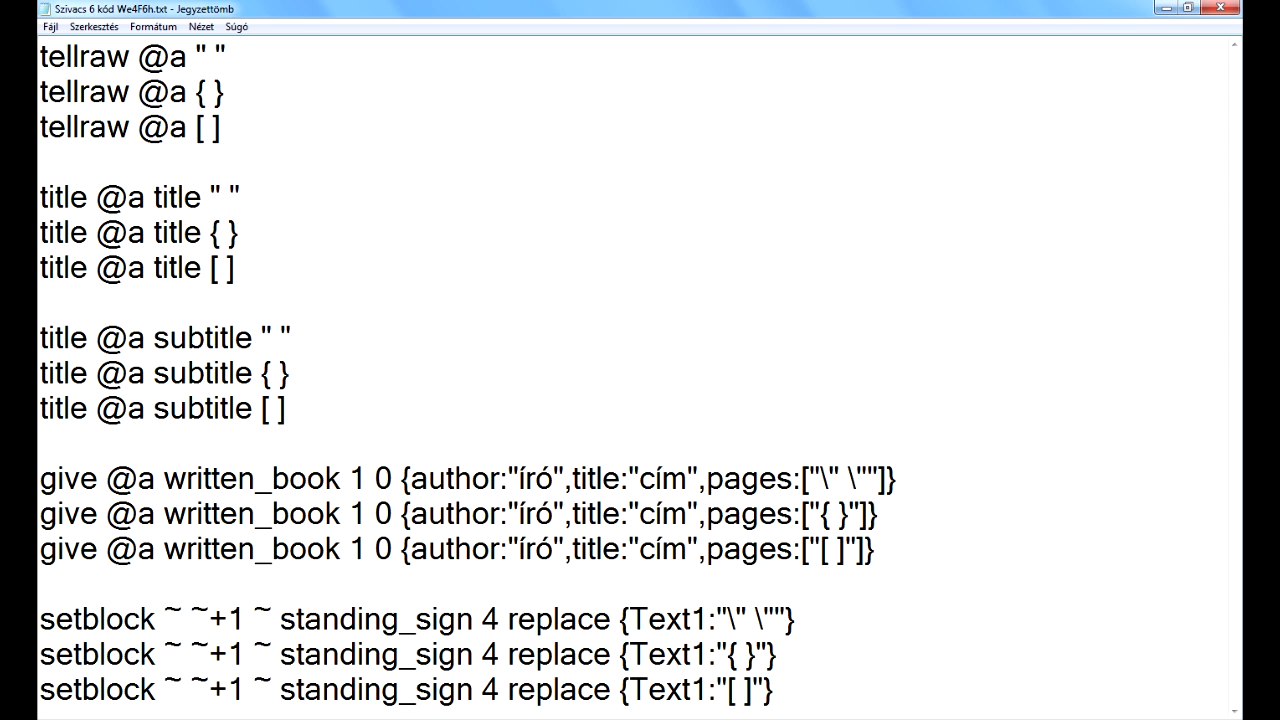 Szivacs 6 kód We4F6h.txt - Jegyzettömb
Fájl Szerkesztés Formátum Nézet Súgó
tellraw @a " "
tellraw @a { }
tellraw @a [ ]
title @a title " "
title @a title { }
title @a title [ ]
title @a subtitle " "
title @a subtitle { }
title @a subtitle [ ]
give @a written_book 1 0 {author:"író",title:"cím",pages:["\" \""]}
give @a written_book 1 0 {author:"író",title:"cím",pages:["{ }"]}
give @a written_book 1 0 {author:"író",title:"cím",pages:["[ ]"]}
setblock ~ ~+1 ~ standing_sign 4 replace {Text1:"\" \""}
setblock ~ ~+1 ~ standing_sign 4 replace {Text1:"{ }"}
setblock ~ ~+1 ~ standing_sign 4 replace {Text1:"[ ]"}